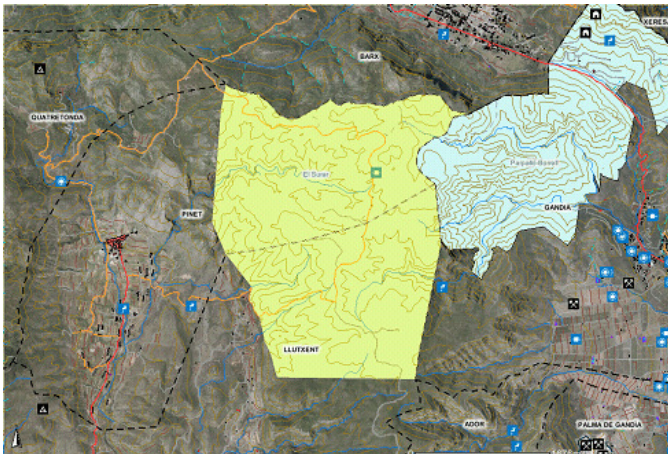 XERESA
BARX
QUATRETONDA
El Surar
Parpalló-Borrell
PINET
GANDIA
LLUTXENT
ADOR
PALMA DE GANDIA